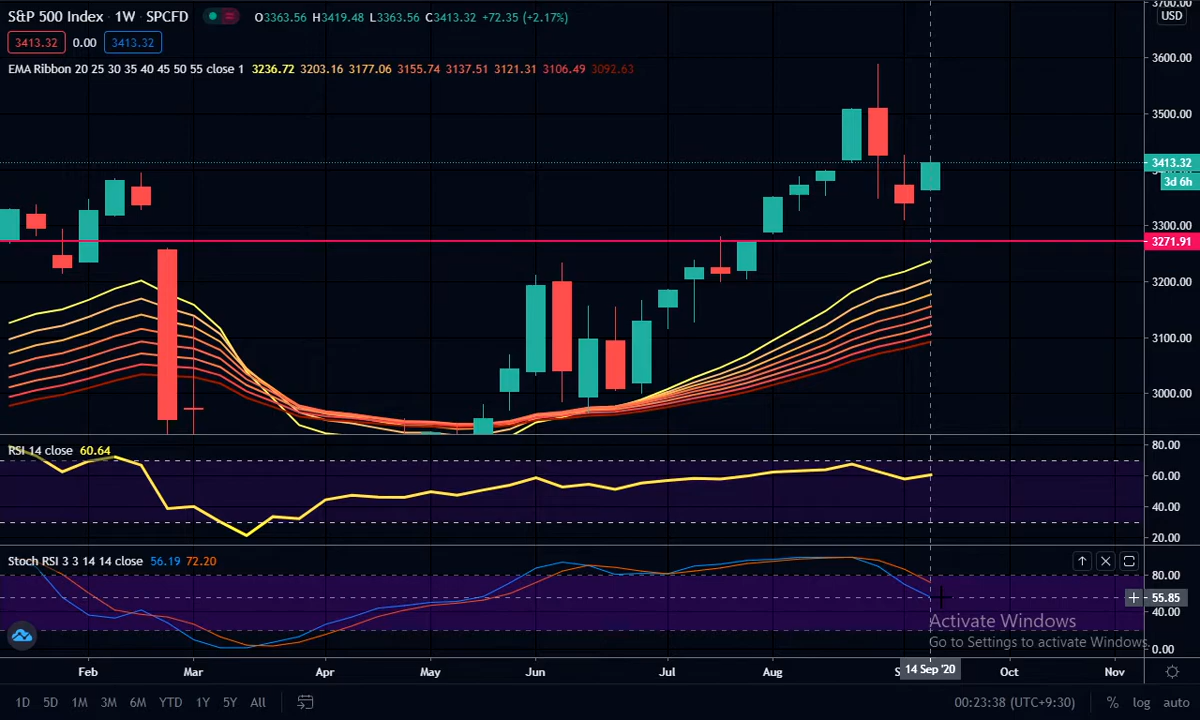 S&P 500 Index · 1W · SPCFD O3363.56 H3419.48 L3363.56 C3413.32 +72.35 (+2.17%)
3413.32 0.00 3413.32
EMA Ribbon 20 25 30 35 40 45 50 55 close 1 3236.72 3203.16 3177.06 3155.74 3137.51 3121.31 3106.49 3092.63
3700.00
USD
3600.00
3500.00
3413.32
3d 6h
3300.00
3271.91
3200.00
3100.00
3000.00
RSI 14 close 60.64
80.00
60.00
40.00
20.00
Stoch RSI 3 3 14 14 close 56.19 72.20
80.00
55.85
40.00
0.00
Activate Windows
Go to Settings to activate Windows.
Feb Mar Apr May Jun Jul Aug 14 Sep '20 Oct Nov
1D 5D 1M 3M 6M YTD 1Y 5Y All 00:23:38 (UTC+9:30) % log auto